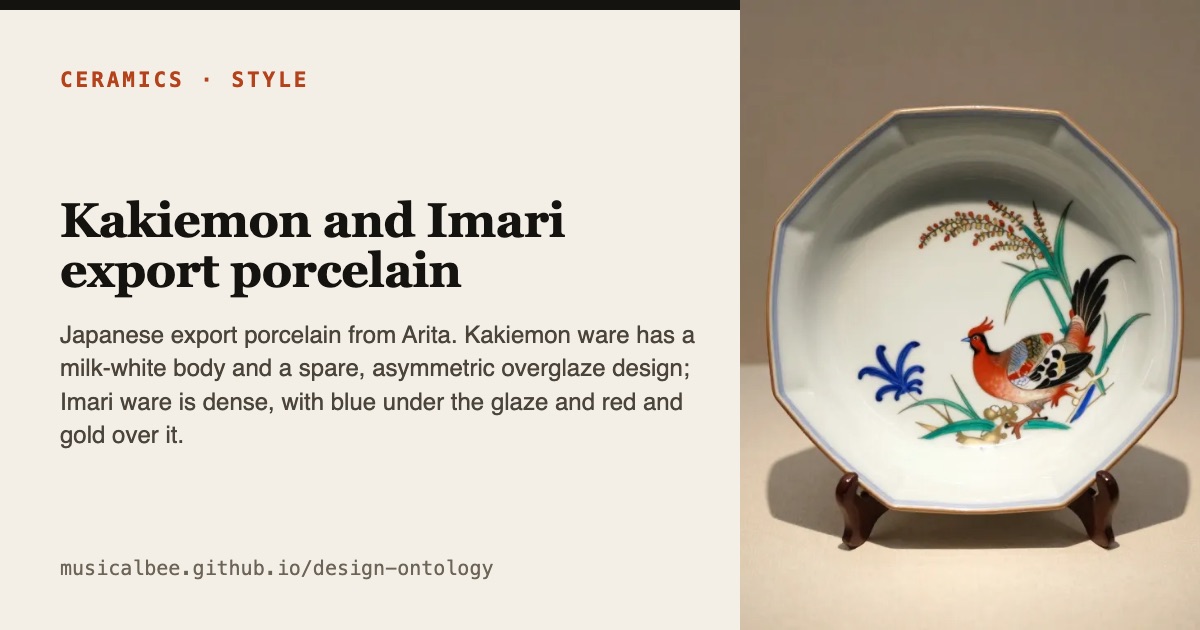 CERAMICS · STYLE
Kakiemon and Imari
export porcelain
Japanese export porcelain from Arita. Kakiemon ware has a
milk-white body and a spare, asymmetric overglaze design;
Imari ware is dense, with blue under the glaze and red and
gold over it.
musicalbee.github.io/design-ontology